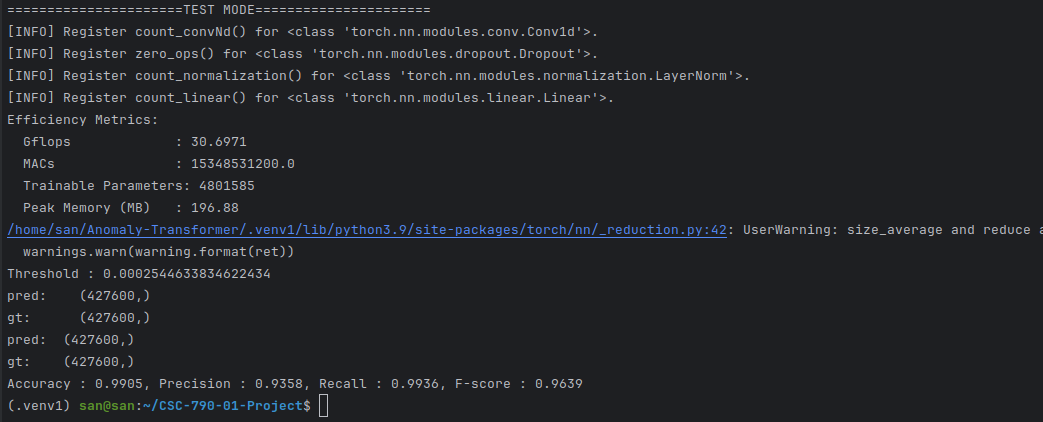 ======================TEST MODE======================
[INFO] Register count_convNd() for <class 'torch.nn.modules.conv.Conv1d'>.
[INFO] Register zero_ops() for <class 'torch.nn.modules.dropout.Dropout'>.
[INFO] Register count_normalization() for <class 'torch.nn.modules.normalization.LayerNorm'>.
[INFO] Register count_linear() for <class 'torch.nn.modules.linear.Linear'>.
Efficiency Metrics:
  Gflops             : 30.6971
  MACs               : 15348531200.0
  Trainable Parameters: 4801585
  Peak Memory (MB)   : 196.88
/home/san/Anomaly-Transformer/.venv1/lib/python3.9/site-packages/torch/nn/_reduction.py:42: UserWarning: size_average and reduce a
  warnings.warn(warning.format(ret))
Threshold : 0.0002544633834622434
pred:    (427600,)
gt:      (427600,)
pred:  (427600,)
gt:    (427600,)
Accuracy : 0.9905, Precision : 0.9358, Recall : 0.9936, F-score : 0.9639
(.venv1) san@san:~/CSC-790-01-Project$